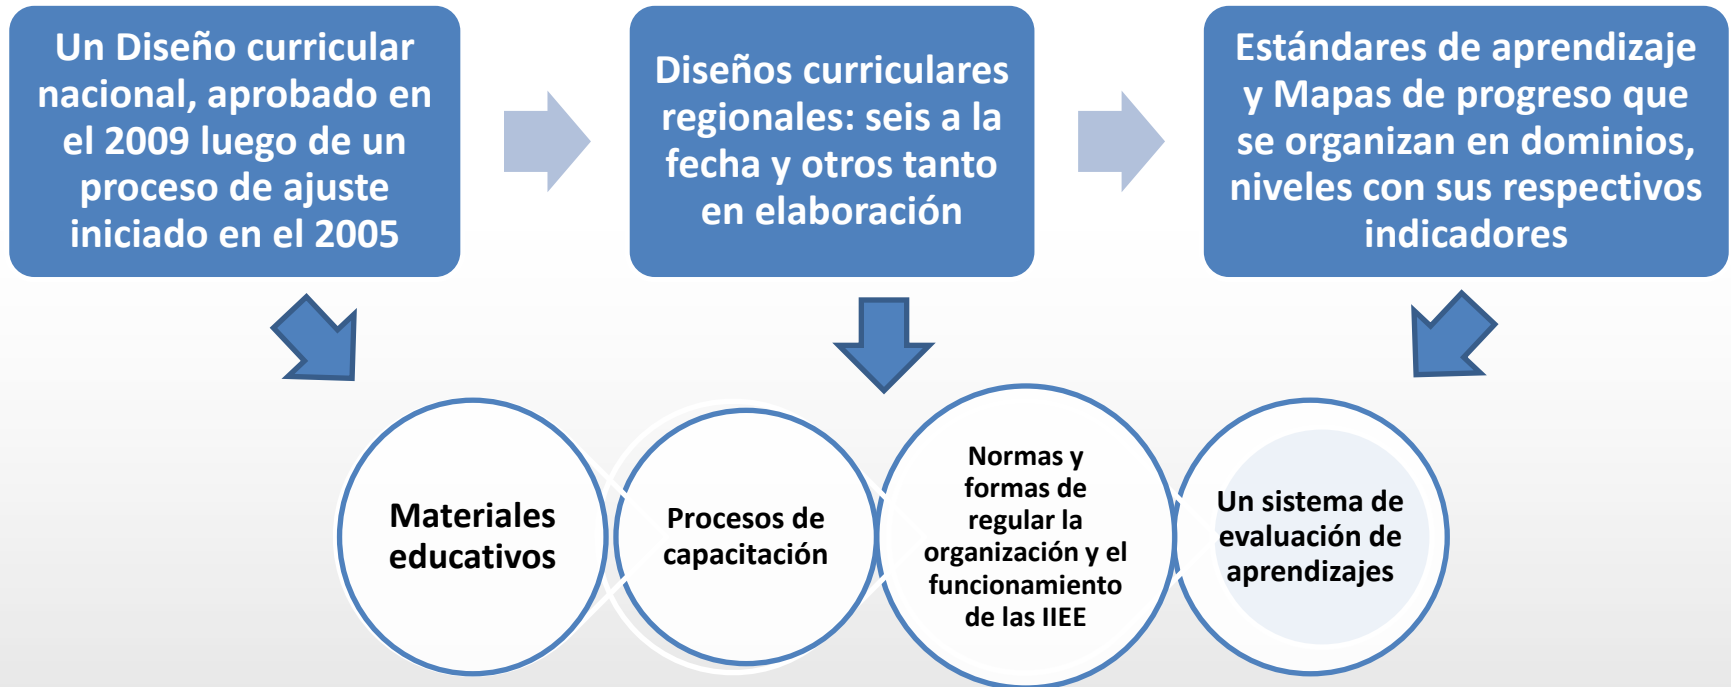 Un Diseño curricular
nacional, aprobado en
el 2009 luego de un
proceso de ajuste
iniciado en el 2005
Diseños curriculares
regionales: seis a la
fecha y otros tanto
en elaboración
Estándares de aprendizaje
y Mapas de progreso que
se organizan en dominios,
niveles con sus respectivos
indicadores
Materiales
educativos
Procesos de
capacitación
Normas y
formas de
regular la
organización y el
funcionamiento
de las IIEE
Un sistema de
evaluación de
aprendizajes